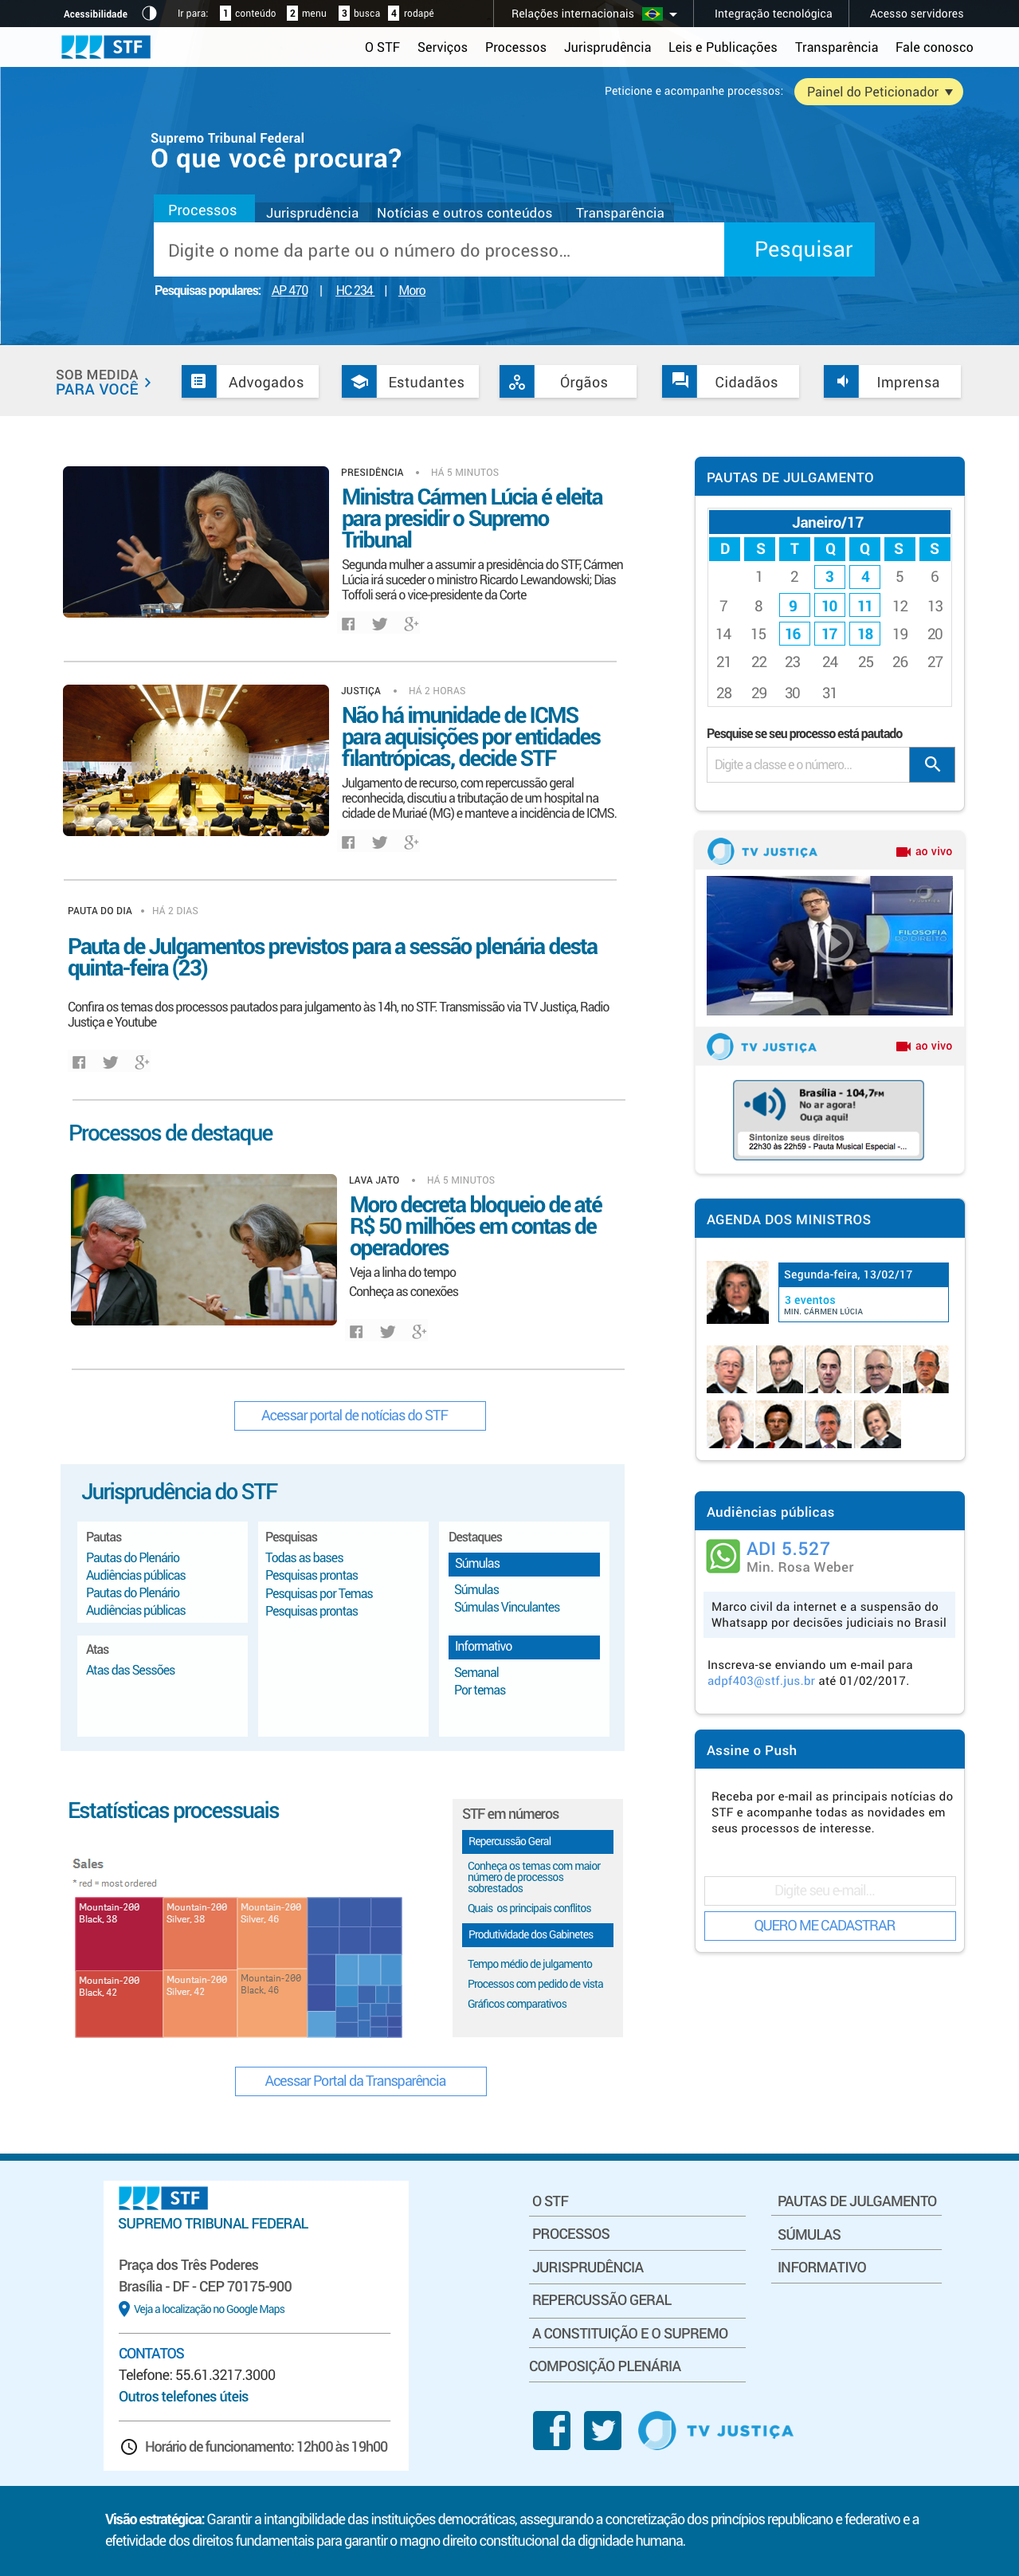 Acessibilidade
Ir para: 1 conteúdo 2 menu 3 busca 4 rodapé
Relações internacionais
Integração tecnológica
Acesso servidores
STF
O STF Serviços Processos Jurisprudência Leis e Publicações Transparência Fale conosco
Peticione e acompanhe processos:
Painel do Peticionador
Supremo Tribunal Federal
O que você procura?
Processos Jurisprudência Notícias e outros conteúdos Transparência
Digite o nome da parte ou o número do processo...
Pesquisar
Pesquisas populares: AP 470 | HC 234 | Moro
SOB MEDIDA
PARA VOCÊ
Advogados
Estudantes
Órgãos
Cidadãos
Imprensa
PRESIDÊNCIA • HÁ 5 MINUTOS
Ministra Cármen Lúcia é eleita
para presidir o Supremo
Tribunal
Segunda mulher a assumir a presidência do STF, Cármen
Lúcia irá suceder o ministro Ricardo Lewandowski; Dias
Toffoli será o vice-presidente da Corte
JUSTIÇA • HÁ 2 HORAS
Não há imunidade de ICMS
para aquisições por entidades
filantrópicas, decide STF
Julgamento de recurso, com repercussão geral
reconhecida, discutiu a tributação de um hospital na
cidade de Muriaé (MG) e manteve a incidência de ICMS.
PAUTA DO DIA • HÁ 2 DIAS
Pauta de Julgamentos previstos para a sessão plenária desta
quinta-feira (23)
Confira os temas dos processos pautados para julgamento às 14h, no STF. Transmissão via TV Justiça, Radio
Justiça e Youtube
Processos de destaque
LAVA JATO • HÁ 5 MINUTOS
Moro decreta bloqueio de até
R$ 50 milhões em contas de
operadores
Veja a linha do tempo
Conheça as conexões
Acessar portal de notícias do STF
Jurisprudência do STF
Pautas
Pautas do Plenário
Audiências públicas
Pautas do Plenário
Audiências públicas
Atas
Atas das Sessões
Pesquisas
Todas as bases
Pesquisas prontas
Pesquisas por Temas
Pesquisas prontas
Destaques
Súmulas
Súmulas
Súmulas Vinculantes
Informativo
Semanal
Por temas
Estatísticas processuais
Sales
* red = most ordered
Mountain-200
Black, 38
Mountain-200
Silver, 38
Mountain-200
Silver, 46
Mountain-200
Black, 42
Mountain-200
Silver, 42
Mountain-200
Black, 46
STF em números
Repercussão Geral
Conheça os temas com maior
número de processos
sobrestados
Quais os principais conflitos
Produtividade dos Gabinetes
Tempo médio de julgamento
Processos com pedido de vista
Gráficos comparativos
Acessar Portal da Transparência
PAUTAS DE JULGAMENTO
Janeiro/17
D S T Q Q S S
1 2 3 4 5 6
7 8 9 10 11 12 13
14 15 16 17 18 19 20
21 22 23 24 25 26 27
28 29 30 31
Pesquise se seu processo está pautado
Digite a classe e o número...
TV JUSTIÇA
ao vivo
FILOSOFIA
DO DIREITO
TV JUSTIÇA
ao vivo
Brasília - 104,7FM
No ar agora!
Ouça aqui!
Sintonize seus direitos
22h30 às 22h59 - Pauta Musical Especial -...
AGENDA DOS MINISTROS
Segunda-feira, 13/02/17
3 eventos
MIN. CÁRMEN LÚCIA
Audiências públicas
ADI 5.527
Min. Rosa Weber
Marco civil da internet e a suspensão do
Whatsapp por decisões judiciais no Brasil
Inscreva-se enviando um e-mail para
adpf403@stf.jus.br até 01/02/2017.
Assine o Push
Receba por e-mail as principais notícias do
STF e acompanhe todas as novidades em
seus processos de interesse.
Digite seu e-mail...
QUERO ME CADASTRAR
STF
SUPREMO TRIBUNAL FEDERAL
Praça dos Três Poderes
Brasília - DF - CEP 70175-900
Veja a localização no Google Maps
CONTATOS
Telefone: 55.61.3217.3000
Outros telefones úteis
Horário de funcionamento: 12h00 às 19h00
O STF
PROCESSOS
JURISPRUDÊNCIA
REPERCUSSÃO GERAL
A CONSTITUIÇÃO E O SUPREMO
COMPOSIÇÃO PLENÁRIA
PAUTAS DE JULGAMENTO
SÚMULAS
INFORMATIVO
TV JUSTIÇA
Visão estratégica: Garantir a intangibilidade das instituições democráticas, assegurando a concretização dos princípios republicano e federativo e a
efetividade dos direitos fundamentais para garantir o magno direito constitucional da dignidade humana.